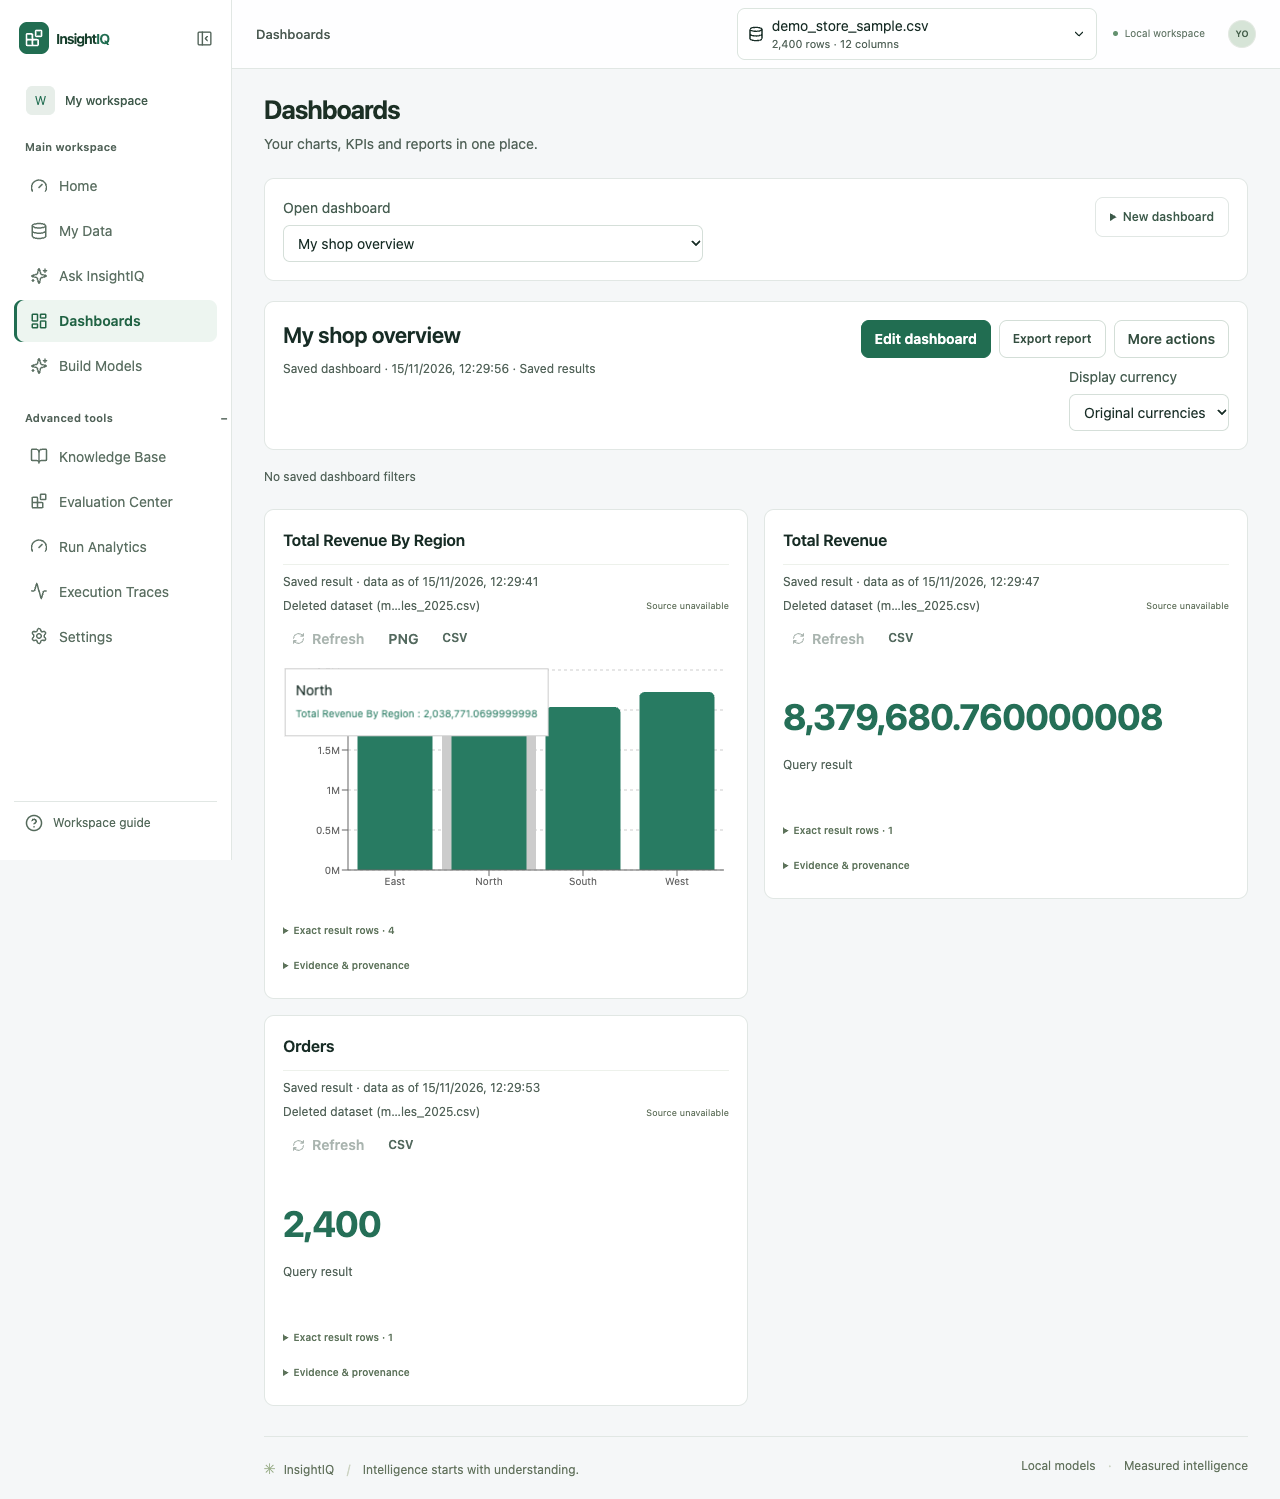 InsightIQ
Dashboards
demo_store_sample.csv
2,400 rows · 12 columns
Local workspace
YO
W
My workspace
Main workspace
Home
My Data
Ask InsightIQ
Dashboards
Build Models
Advanced tools
–
Knowledge Base
Evaluation Center
Run Analytics
Execution Traces
Settings
Workspace guide
Dashboards
Your charts, KPIs and reports in one place.
Open dashboard
My shop overview
New dashboard
My shop overview
Saved dashboard · 15/11/2026, 12:29:56 · Saved results
Edit dashboard
Export report
More actions
Display currency
Original currencies
No saved dashboard filters
Total Revenue By Region
Saved result · data as of 15/11/2026, 12:29:41
Deleted dataset (m...les_2025.csv)
Source unavailable
Refresh
PNG
CSV
North
Total Revenue By Region : 2,038,771.0699999998
1.5M
1M
0.5M
0M
East
North
South
West
Exact result rows · 4
Evidence & provenance
Total Revenue
Saved result · data as of 15/11/2026, 12:29:47
Deleted dataset (m...les_2025.csv)
Source unavailable
Refresh
CSV
8,379,680.760000008
Query result
Exact result rows · 1
Evidence & provenance
Orders
Saved result · data as of 15/11/2026, 12:29:53
Deleted dataset (m...les_2025.csv)
Source unavailable
Refresh
CSV
2,400
Query result
Exact result rows · 1
Evidence & provenance
InsightIQ / Intelligence starts with understanding.
Local models · Measured intelligence